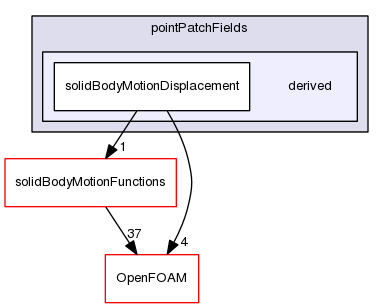 pointPatchFields
solidBodyMotionDisplacement
derived
1
solidBodyMotionFunctions
37
4
OpenFOAM